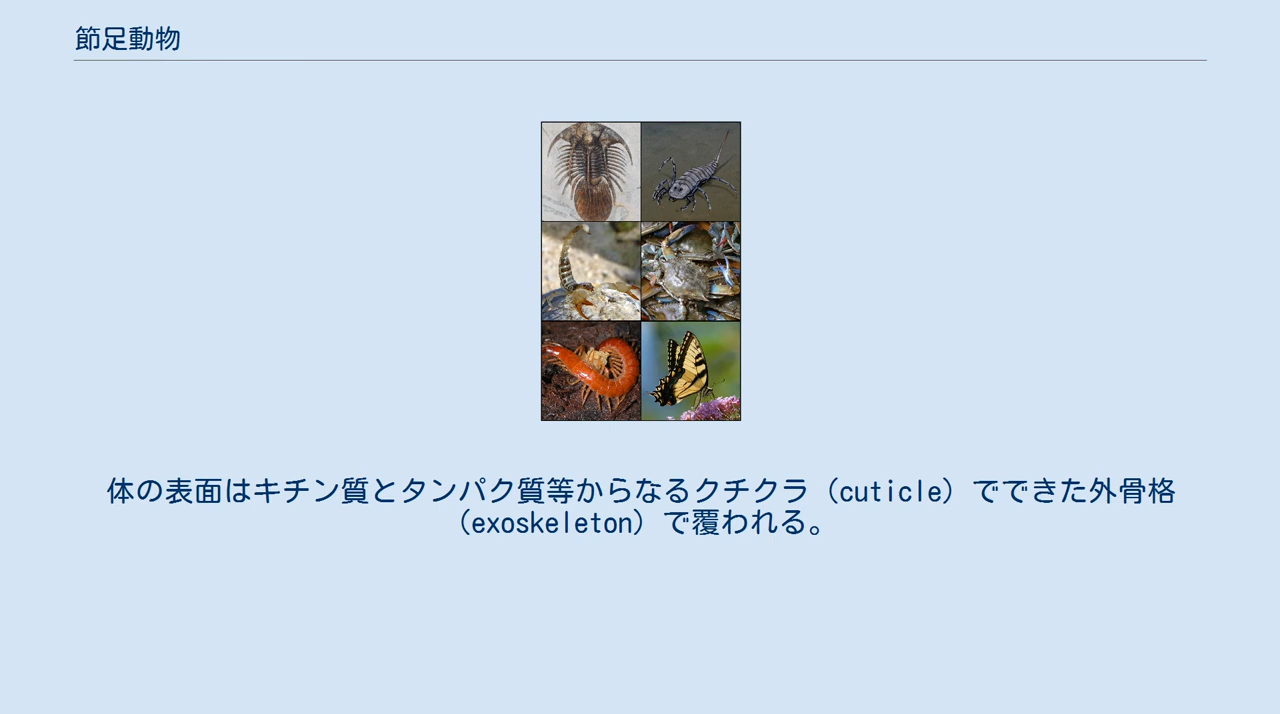 節足動物
体の表面はキチン質とタンパク質等からなるクチクラ（cuticle）でできた外骨格
（exoskeleton）で覆われる。